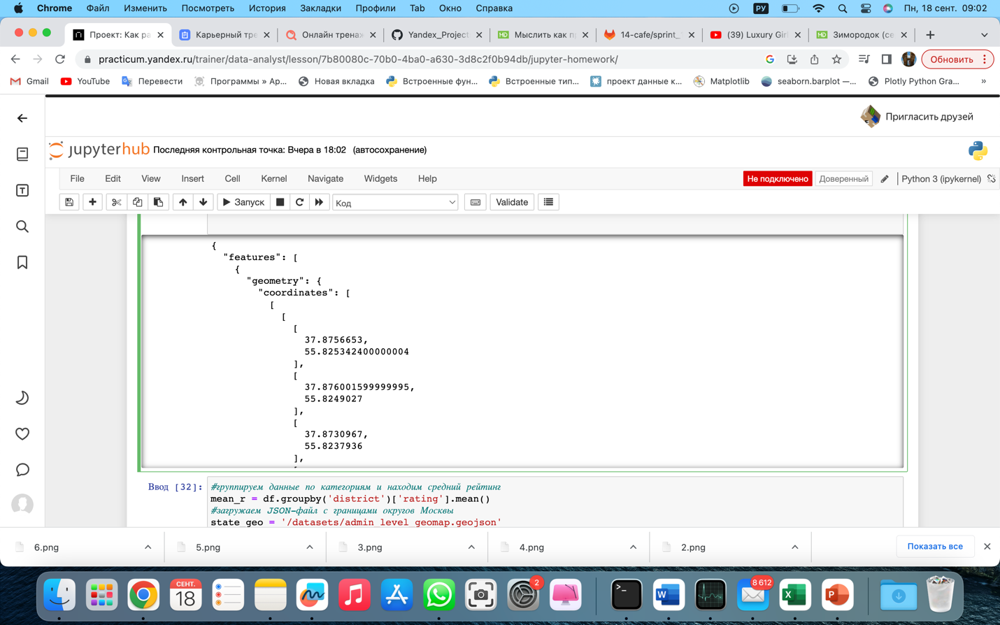 Chrome Файл Изменить Посмотреть История Закладки Профили Tab Окно Справка РУ Пн, 18 сент. 09:02
Проект: Как ра Карьерный тре Онлайн тренаж Yandex_Project HD Мыслить как п 14-cafe/sprint_ (39) Luxury Girl HD Зимородок (се
practicum.yandex.ru/trainer/data-analyst/lesson/7b80080c-70b0-4ba0-a630-3d8c2f0b94db/jupyter-homework/ Обновить
Gmail YouTube Перевести Программы » Ap... Новая вкладка Встроенные фун... Встроенные тип... проект данные к... Matplotlib seaborn.barplot —... Plotly Python Gra... »
Пригласить друзей
jupyterhub Последняя контрольная точка: Вчера в 18:02 (автосохранение)
File Edit View Insert Cell Kernel Navigate Widgets Help Не подключено Доверенный Python 3 (ipykernel)
Запуск Код Validate
{
"features": [
{
"geometry": {
"coordinates": [
[
[
[
37.8756653,
55.825342400000004
],
[
37.876001599999995,
55.8249027
],
[
37.8730967,
55.8237936
],
Ввод [32]: #группируем данные по категориям и находим средний рейтинг
mean_r = df.groupby('district')['rating'].mean()
#загружаем JSON-файл с границами округов Москвы
state_geo = '/datasets/admin_level_geomap.geojson'
6.png 5.png 3.png 4.png 2.png Показать все
СЕНТ.
18
2
8 612
W
X
P